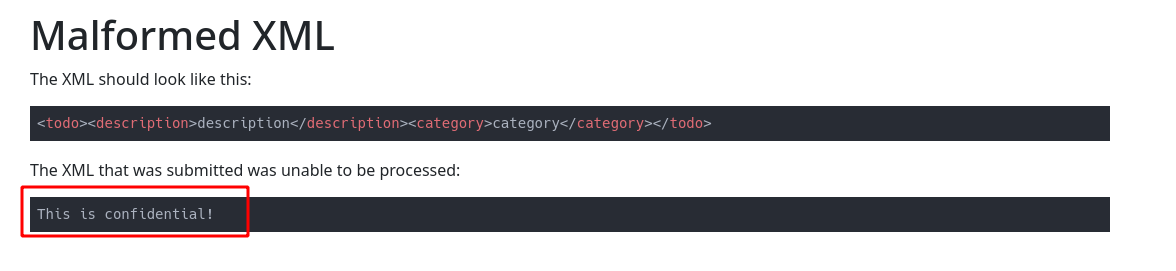 Malformed XML
The XML should look like this:
<todo><description>description</description><category>category</category></todo>
The XML that was submitted was unable to be processed:
This is confidential!